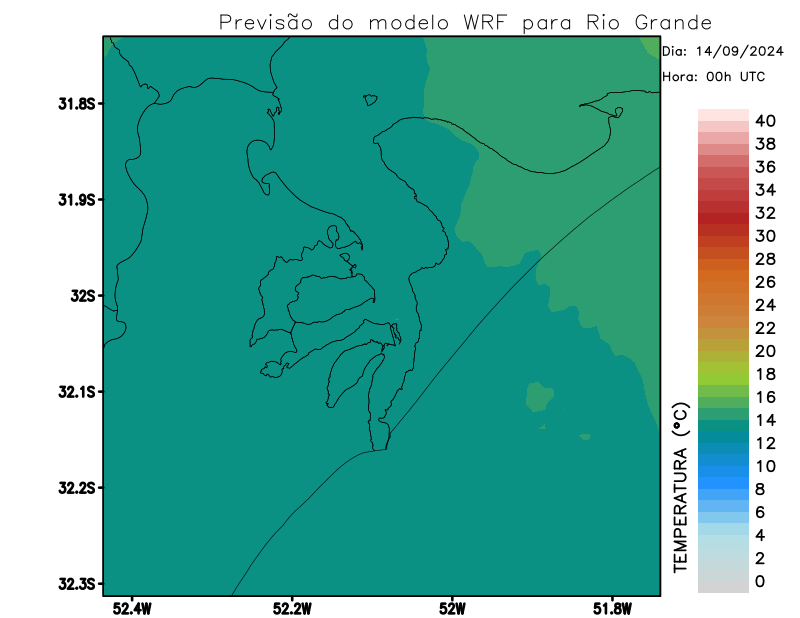 Previsão do modelo WRF para Rio Grande
Dia: 14/09/2024
Hora: 00h UTC
31.8S
31.9S
32S
32.1S
32.2S
32.3S
52.4W
52.2W
52W
51.8W
TEMPERATURA (°C)
40
38
36
34
32
30
28
26
24
22
20
18
16
14
12
10
8
6
4
2
0